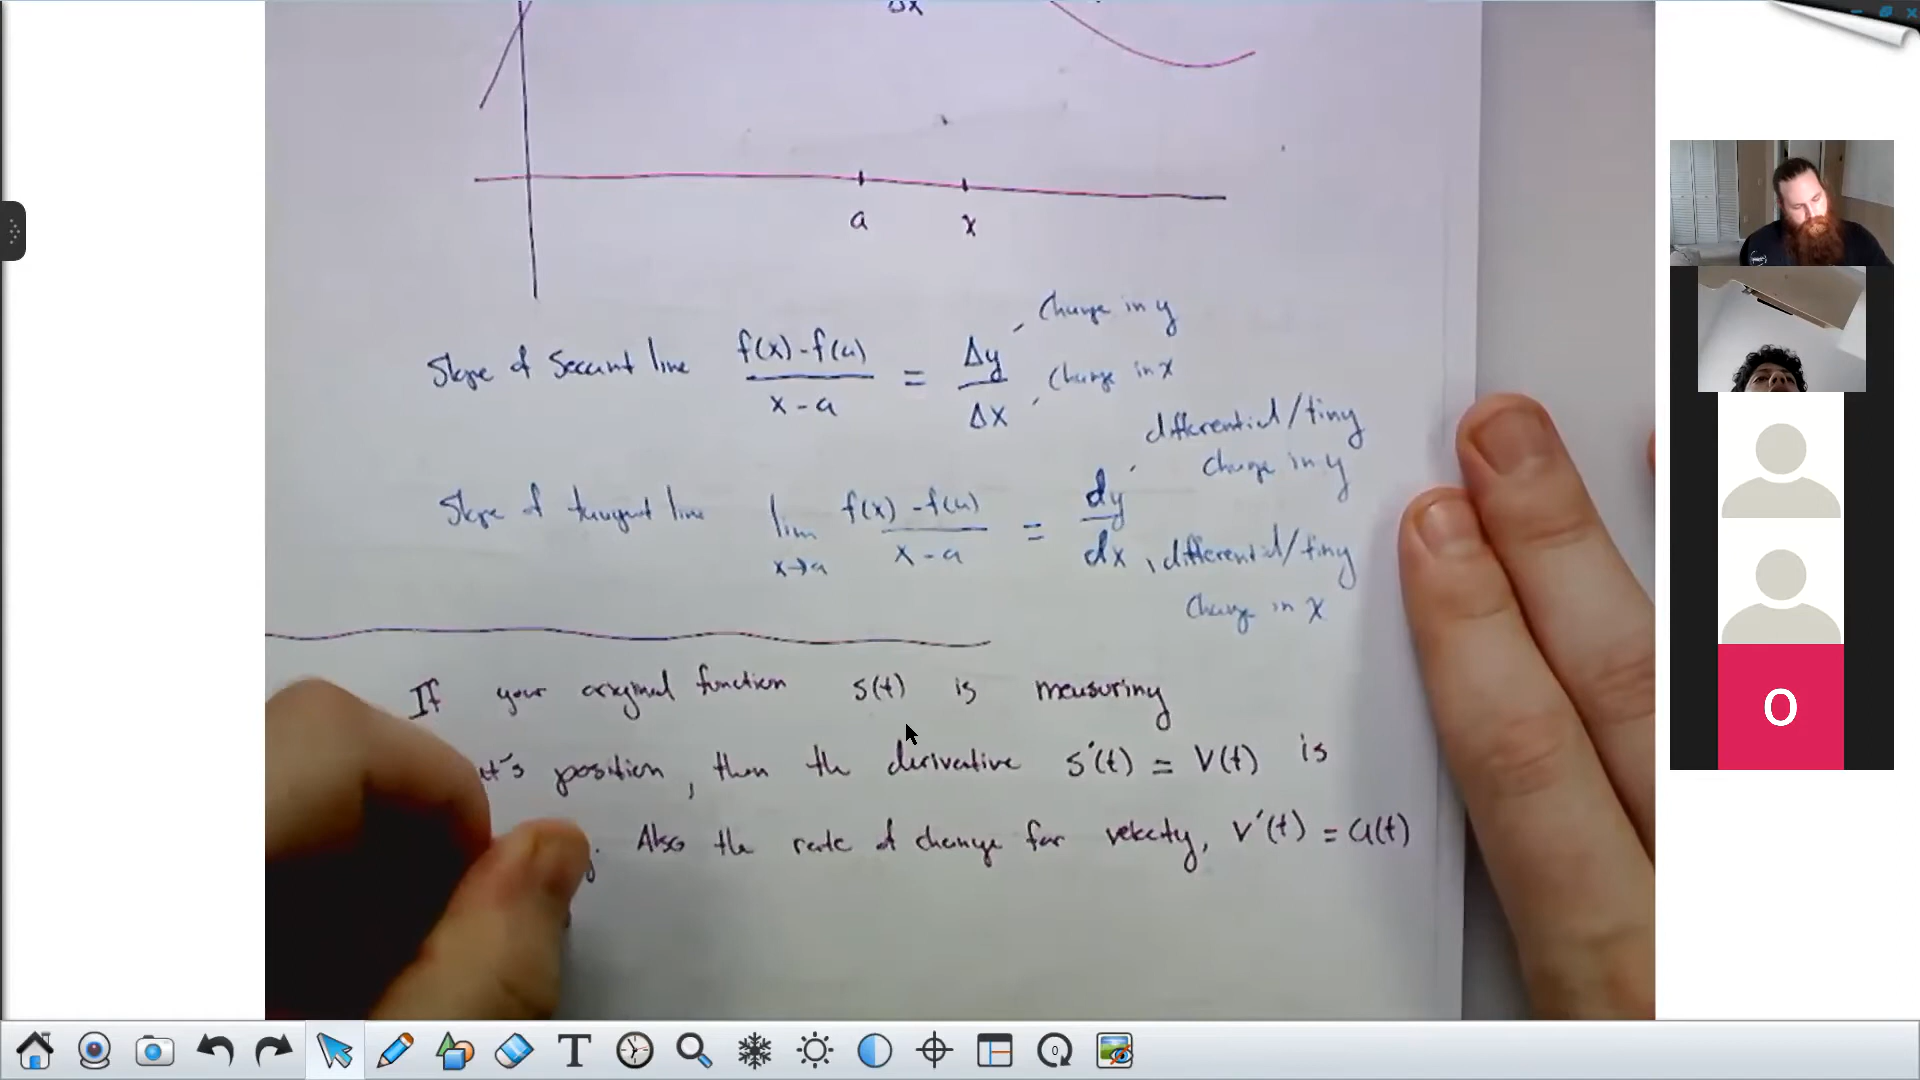 Δx
a x
Change in y
Slope of Secant line f(x)-f(a) / x-a = Δy / Δx
Change in x
differential/tiny
change in y
Slope of tangent line lim x→a f(x)-f(a) / x-a = dy / dx
differential/tiny
change in x
If your original function s(t) is measuring
position, then the derivative s'(t) = V(t) is
Also the rate of change for velocity, V'(t) = a(t)
O
T
0